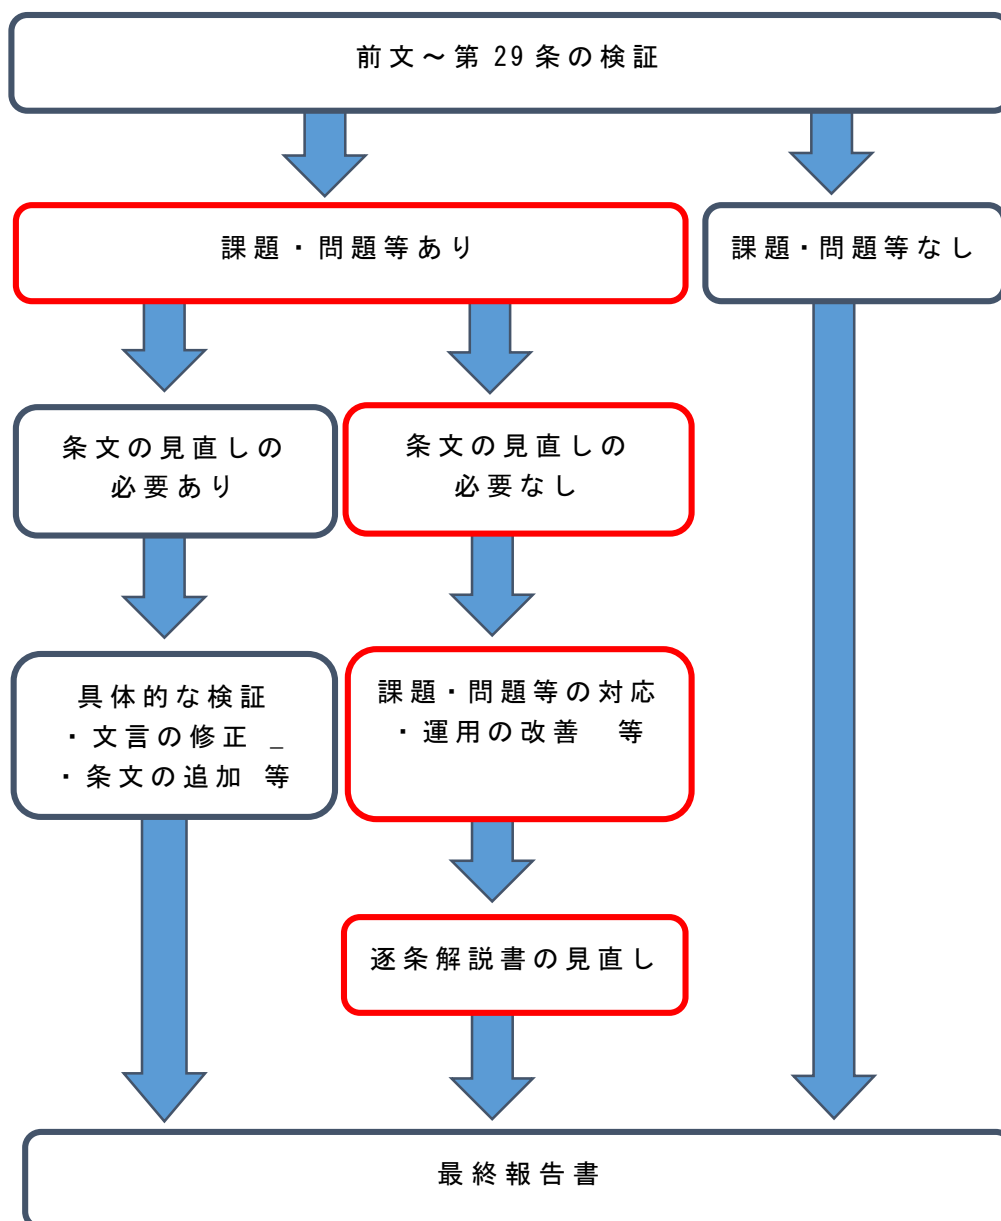 前文～第29条の検証
課題・問題等あり
課題・問題等なし
条文の見直しの
必要あり
条文の見直しの
必要なし
具体的な検証
・文言の修正 _
・条文の追加 等
課題・問題等の対応
・運用の改善 等
逐条解説書の見直し
最終報告書